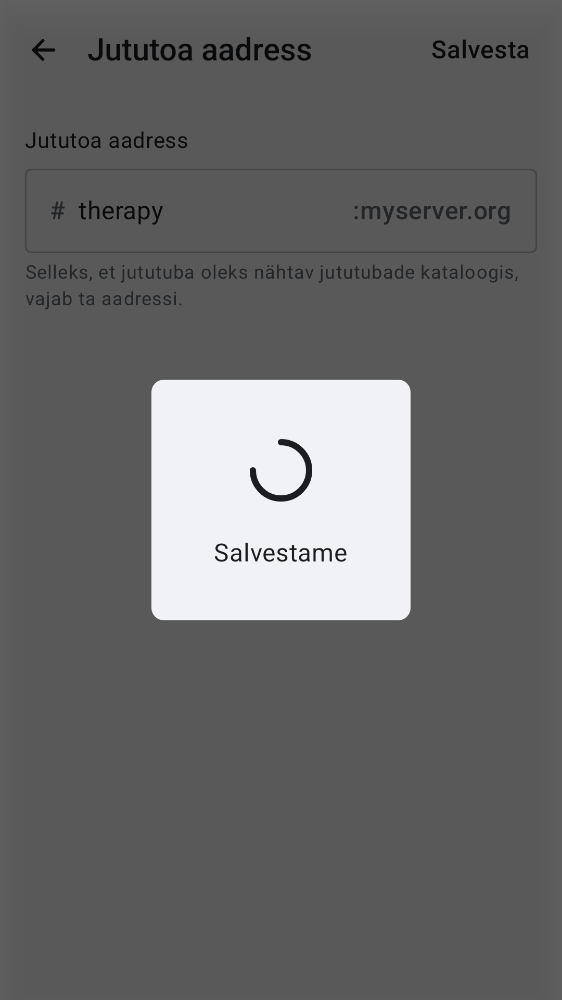 Jututoa aadress
Salvesta
Jututoa aadress
# therapy :myserver.org
Selleks, et jututuba oleks nähtav jututubade kataloogis,
vajab ta aadressi.
Salvestame